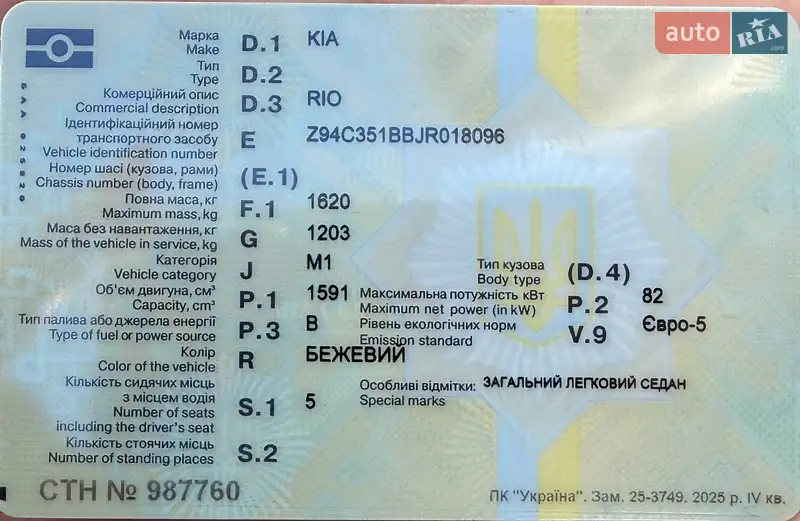 auto RIA .com
Марка
Make D.1 KIA
Тип
Type D.2
Комерційний опис
Commercial description D.3 RIO
Ідентифікаційний номер
транспортного засобу
Vehicle identification number E Z94C351BBJR018096
Номер шасі (кузова, рами)
Chassis number (body, frame) (E.1)
Повна маса, кг
Maximum mass, kg F.1 1620
Маса без навантаження, кг
Mass of the vehicle in service, kg G 1203
Категорія
Vehicle category J M1
Тип кузова
Body type (D.4)
Об'єм двигуна, см³
Capacity, cm³ P.1 1591
Максимальна потужність кВт
Maximum net power (in kW) P.2 82
Тип палива або джерела енергії
Type of fuel or power source P.3 B
Рівень екологічних норм
Emission standard V.9 Євро-5
Колір
Color of the vehicle R БЕЖЕВИЙ
Кількість сидячих місць
з місцем водія
Number of seats
including the driver's seat S.1 5
Особливі відмітки: ЗАГАЛЬНИЙ ЛЕГКОВИЙ СЕДАН
Special marks
Кількість стоячих місць
Number of standing places S.2
СТН № 987760
ПК "Україна". Зам. 25-3749. 2025 р. IV кв.